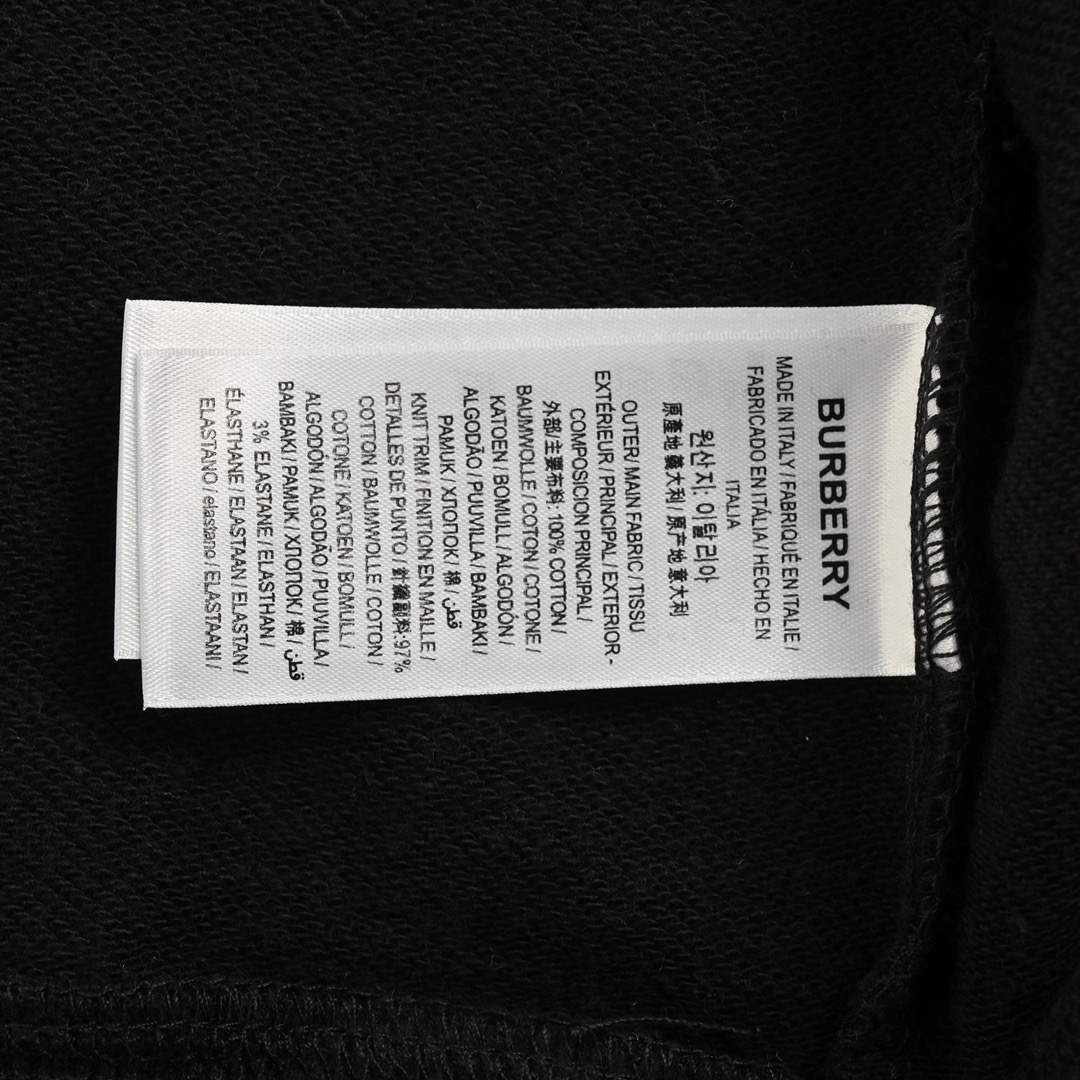 BURBERRY
MADE IN ITALY / FABRIQUÉ EN ITALIE /
FABRICADO EN ITÁLIA / HECHO EN
ITALIA
원산지: 이탈리아
原產地 義大利 / 原产地 意大利
OUTER / MAIN FABRIC / TISSU
EXTÉRIEUR / PRINCIPAL / EXTERIOR -
COMPOSICION PRINCIPAL /
外部/主要布料: 100% COTTON /
BAUMWOLLE / COTON / COTONE /
KATOEN / BOMULL / ALGODÓN /
ALGODÃO / PUUVILLA / BAMBAKI /
PAMUK / ХЛОПОК / 棉 / قطن
KNIT TRIM / FINITION EN MAILLE /
DETALLES DE PUNTO 針織副料:97%
COTTON / BAUMWOLLE / COTON /
COTONE / KATOEN / BOMULL /
ALGODÓN / ALGODÃO / PUUVILLA /
BAMBAKI / PAMUK / ХЛОПОК / 棉 / قطن
3% ELASTANE / ELASTHAN /
ÉLASTHANE / ELASTAAN / ELASTAN /
ELASTANO / elastano / ELASTAANI /